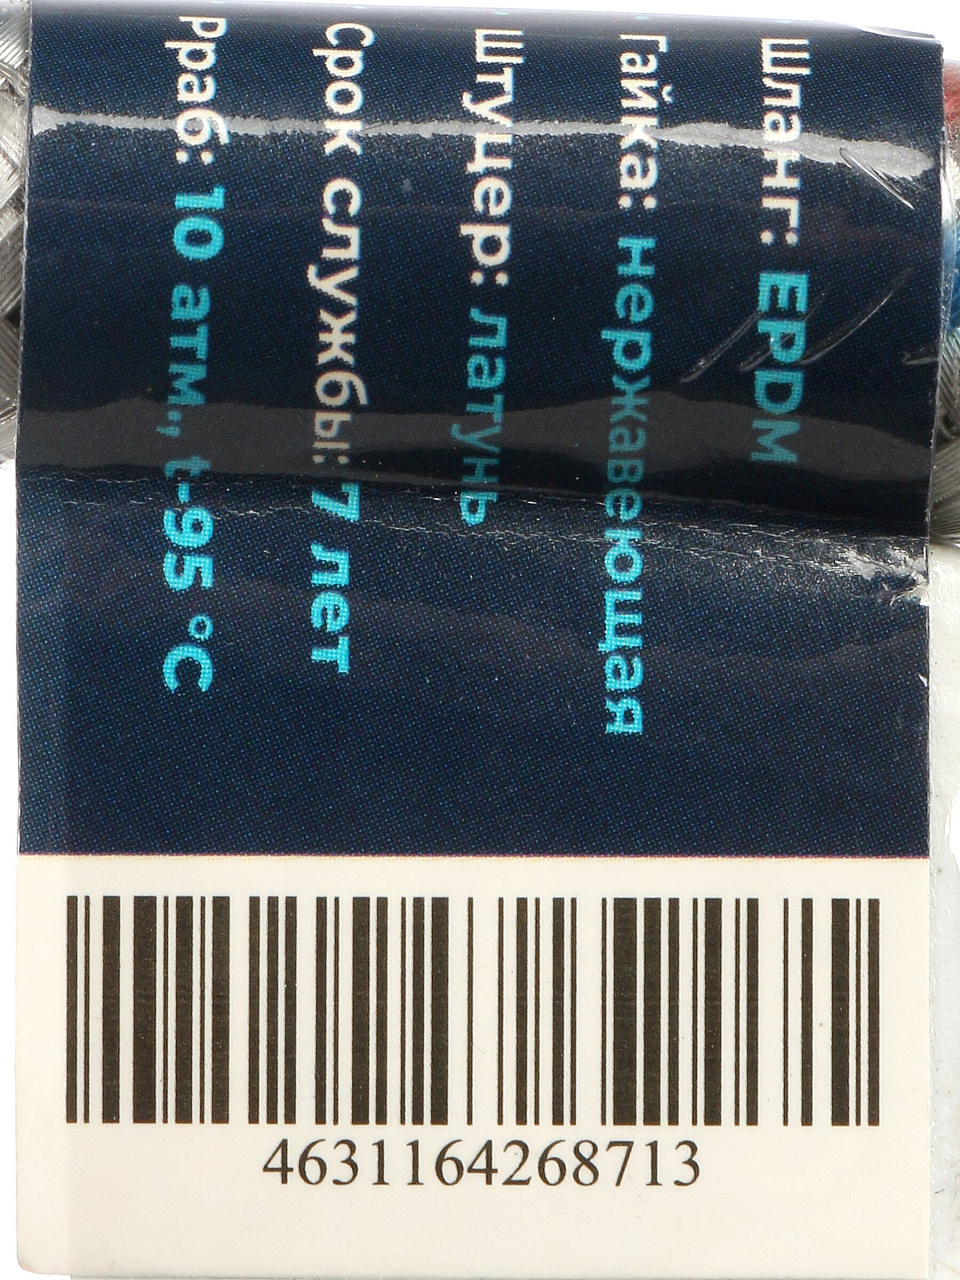 Шланг: EPDM
Гайка: нержавеющая
Штуцер: латунь
Срок службы: 7 лет
Рраб: 10 атм., t-95 °C
4631164268713